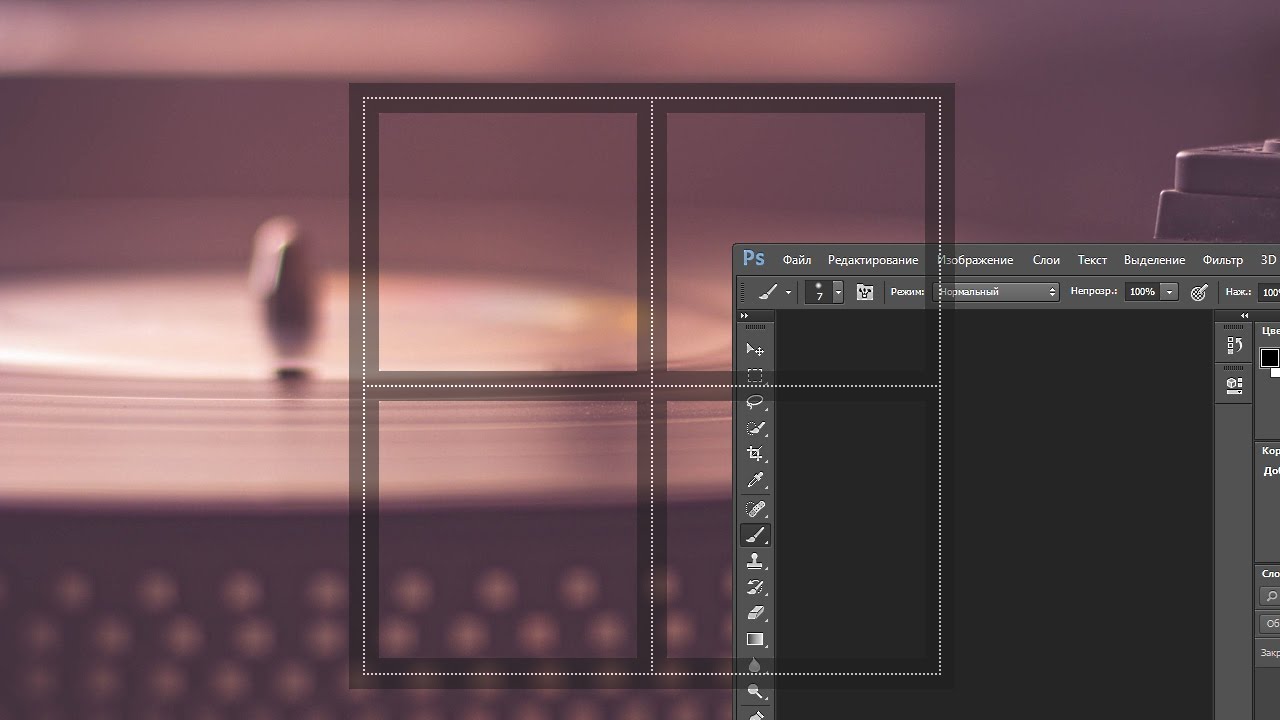 Ps Файл Редактирование Изображение Слои Текст Выделение Фильтр 3D
7 Режим: Нормальный Непрозр.: 100% Наж.: 100%
Цве
Кор
Доб
Сло
Об
Закр